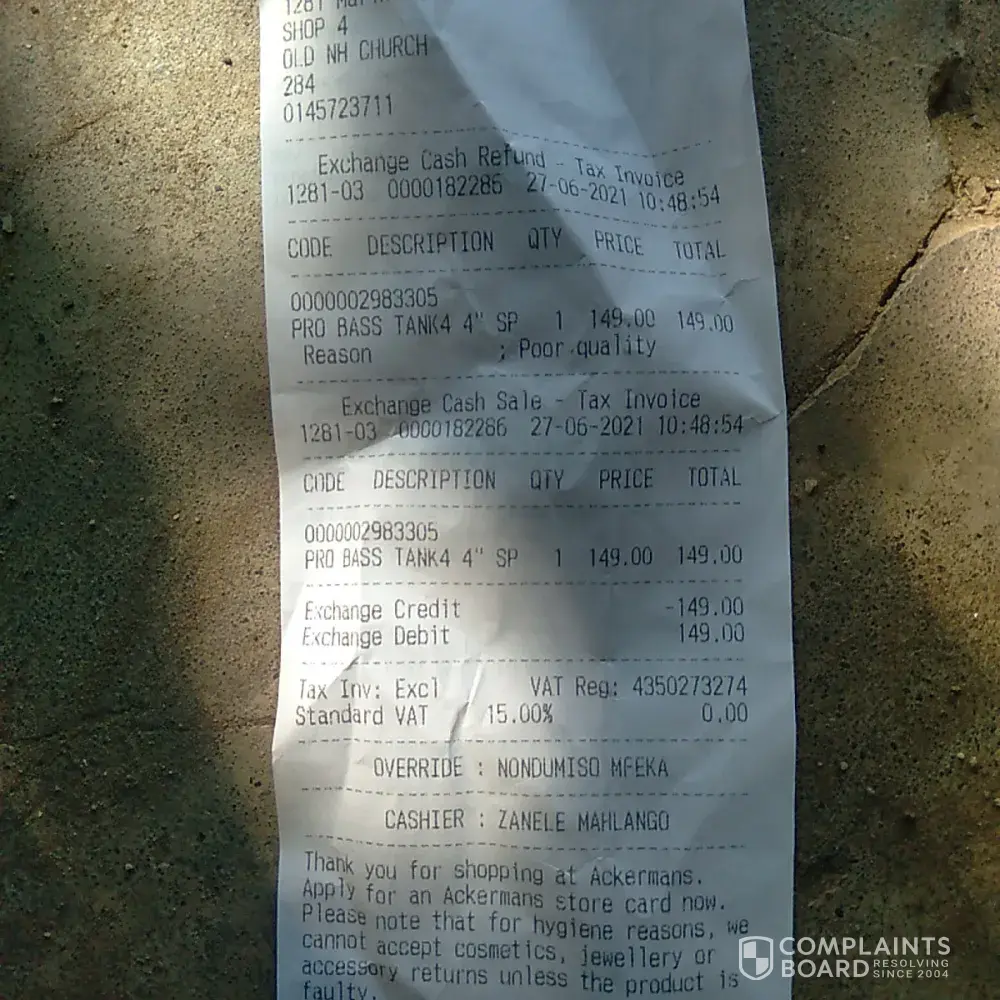 1281
SHOP 4
OLD NH CHURCH
284
0145723711
Exchange Cash Refund - Tax Invoice
1281-03 0000182286 27-06-2021 10:48:54
CODE DESCRIPTION QTY PRICE TOTAL
0000002983305
PRO BASS TANK4 4" SP 1 149.00 149.00
Reason : Poor quality
Exchange Cash Sale - Tax Invoice
1281-03 0000182286 27-06-2021 10:48:54
CODE DESCRIPTION QTY PRICE TOTAL
0000002983305
PRO BASS TANK4 4" SP 1 149.00 149.00
Exchange Credit -149.00
Exchange Debit 149.00
Tax Inv: Excl VAT Reg: 4350273274
Standard VAT 15.00% 0.00
OVERRIDE : NONDUMISO MFEKA
CASHIER : ZANELE MAHLANGO
Thank you for shopping at Ackermans.
Apply for an Ackermans store card now.
Please note that for hygiene reasons, we
cannot accept cosmetics, jewellery or
accessory returns unless the product is
faulty.
COMPLAINTS
BOARD RESOLVING
SINCE 2004